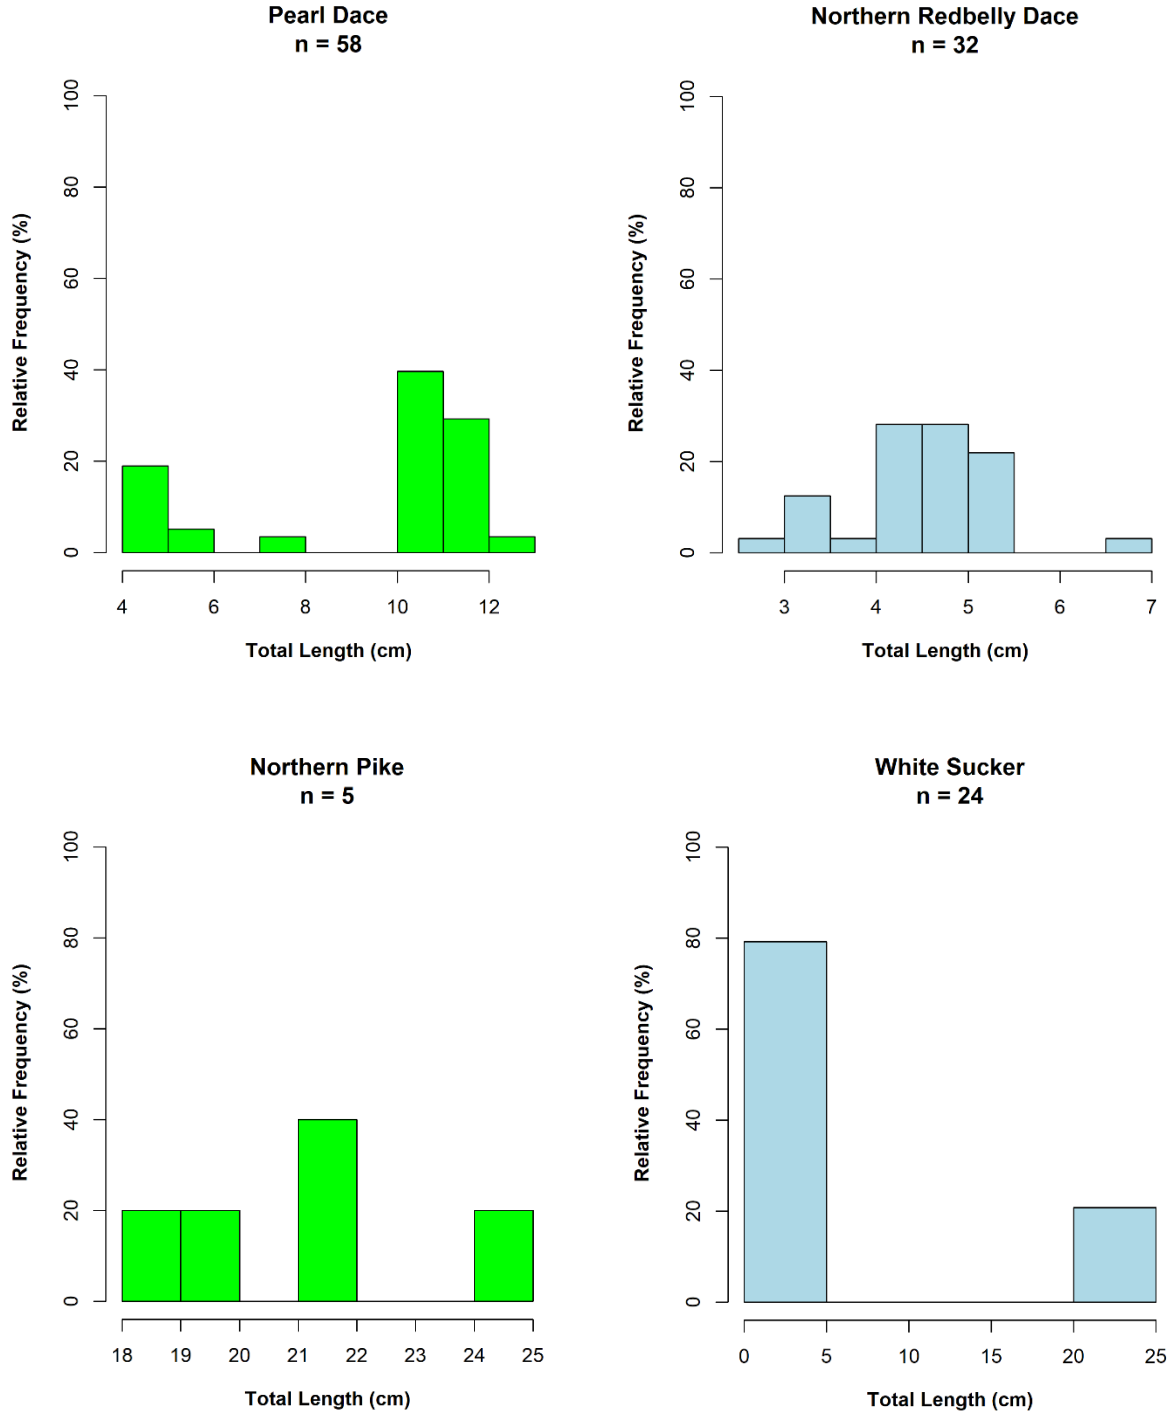 Pearl Dace
n = 58
Relative Frequency (%)
100
80
60
40
20
0
4 6 8 10 12
Total Length (cm)
Northern Redbelly Dace
n = 32
Relative Frequency (%)
100
80
60
40
20
0
3 4 5 6 7
Total Length (cm)
Northern Pike
n = 5
Relative Frequency (%)
100
80
60
40
20
0
18 19 20 21 22 23 24 25
Total Length (cm)
White Sucker
n = 24
Relative Frequency (%)
100
80
60
40
20
0
0 5 10 15 20 25
Total Length (cm)